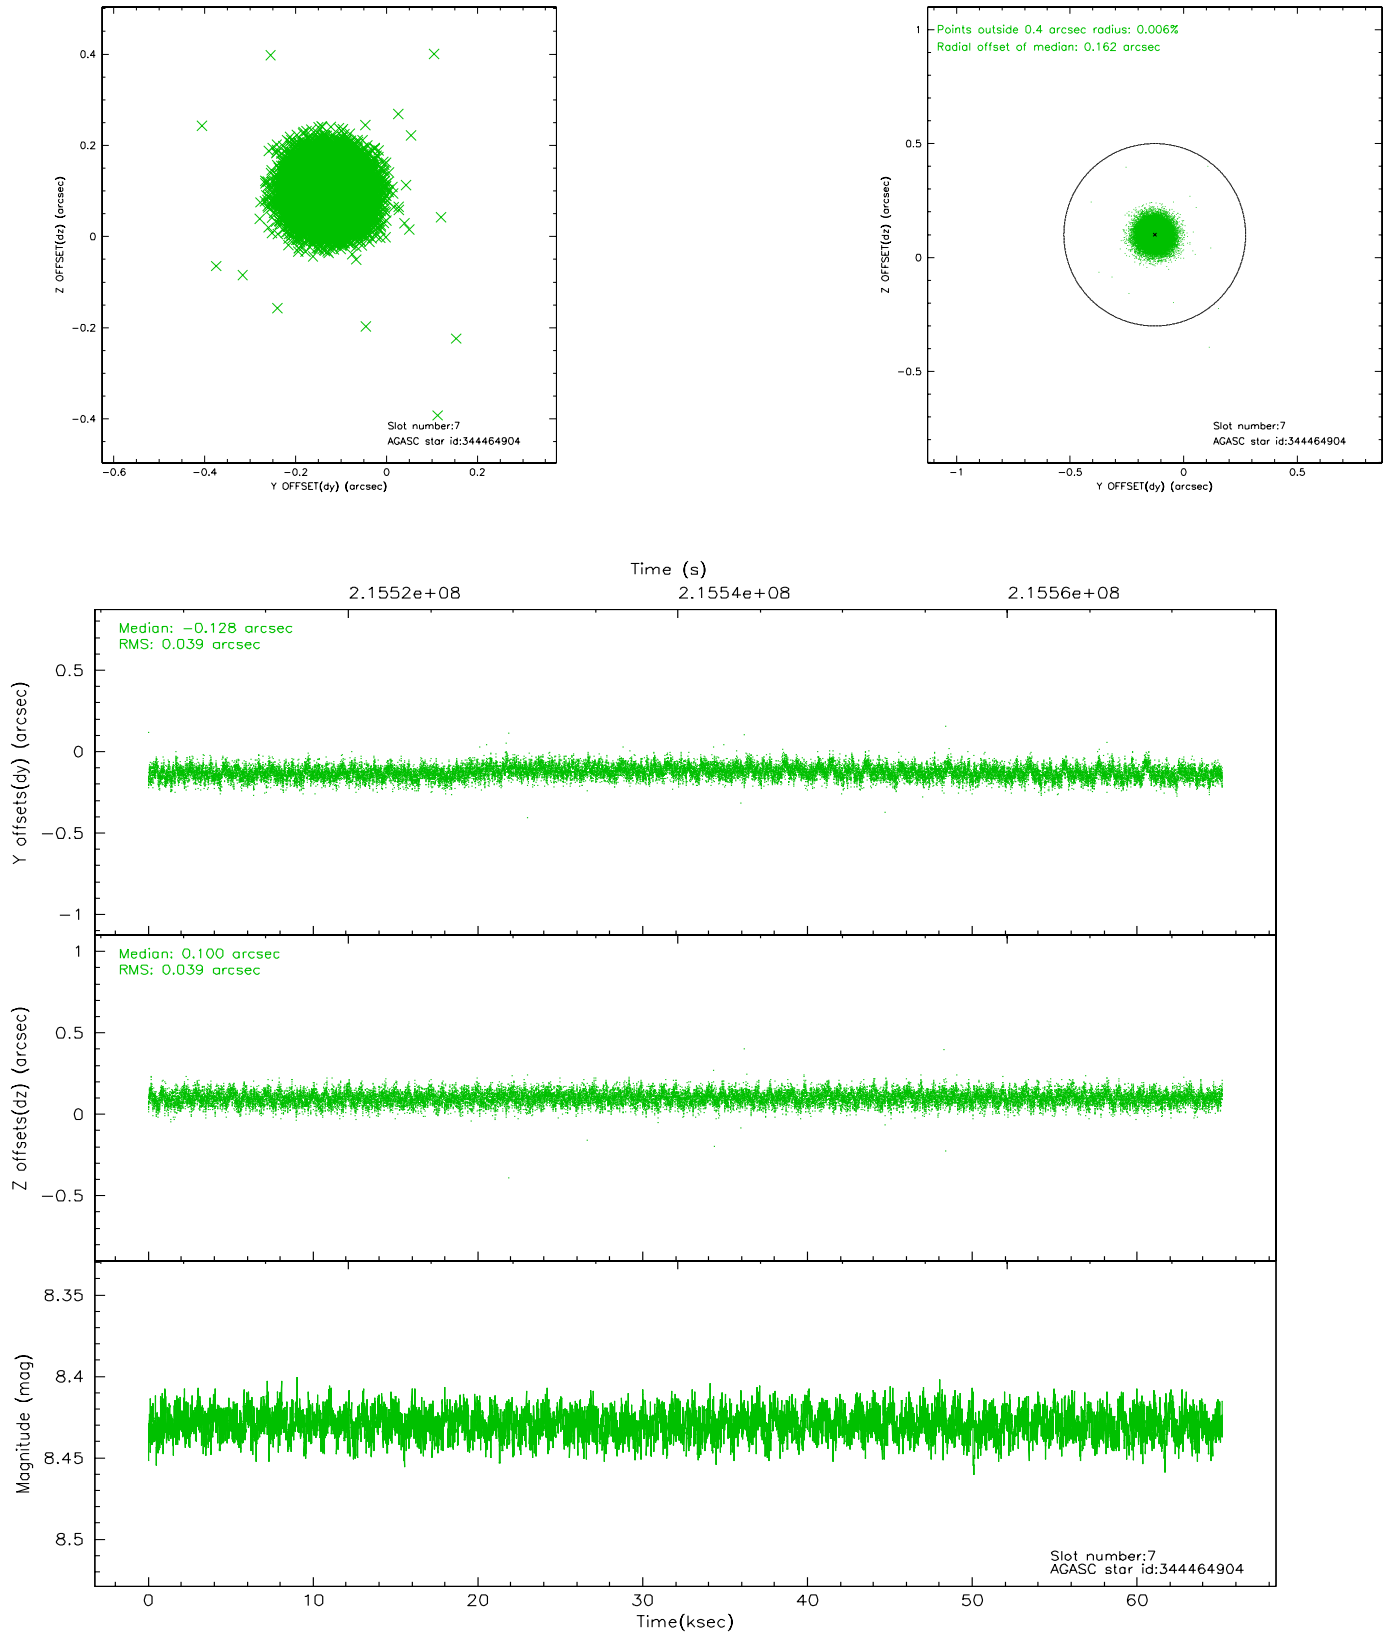 0.4
0.2
0
-0.2
-0.4
Z OFFSET(dz) (arcsec)
Slot number:7
AGASC star id:344464904
-0.6 -0.4 -0.2 0 0.2
Y OFFSET(dy) (arcsec)
Points outside 0.4 arcsec radius: 0.006%
Radial offset of median: 0.162 arcsec
1
0.5
0
-0.5
Z OFFSET(dz) (arcsec)
Slot number:7
AGASC star id:344464904
-1 -0.5 0 0.5
Y OFFSET(dy) (arcsec)
Time (s)
2.1552e+08 2.1554e+08 2.1556e+08
Median: -0.128 arcsec
RMS: 0.039 arcsec
0.5
0
-0.5
-1
Y offsets(dy) (arcsec)
Median: 0.100 arcsec
RMS: 0.039 arcsec
1
0.5
0
-0.5
Z offsets(dz) (arcsec)
8.35
8.4
8.45
8.5
Magnitude (mag)
Slot number:7
AGASC star id:344464904
0 10 20 30 40 50 60
Time(ksec)